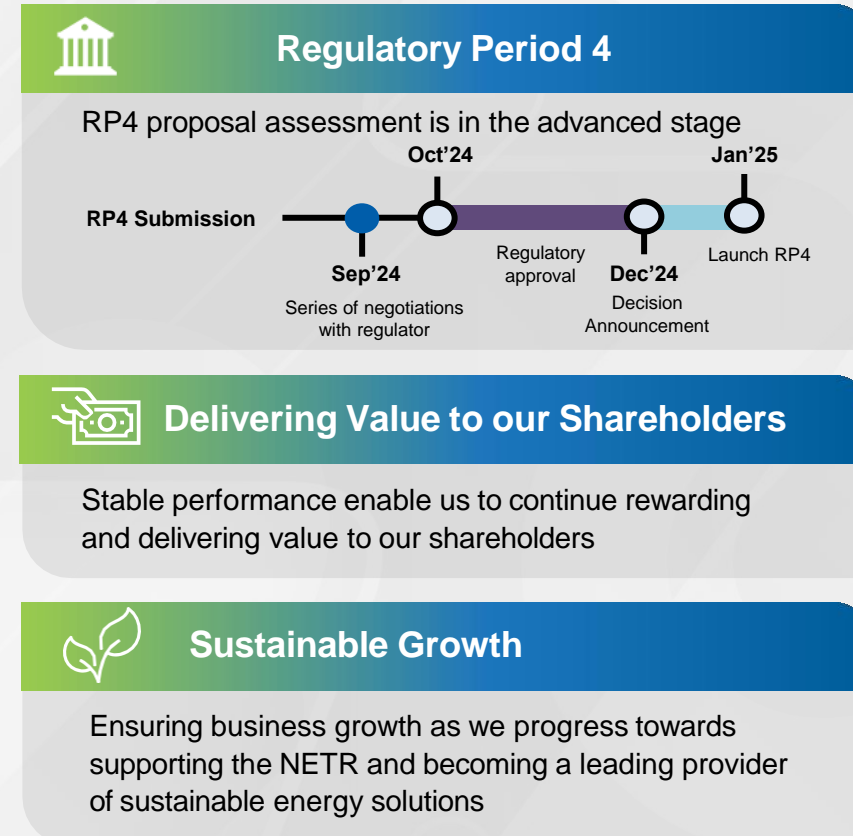 Regulatory Period 4
RP4 proposal assessment is in the advanced stage
Oct’24
Jan’25
RP4 Submission
Sep’24
Series of negotiations
with regulator
Regulatory
approval
Dec’24
Decision
Announcement
Launch RP4
Delivering Value to our Shareholders
Stable performance enable us to continue rewarding
and delivering value to our shareholders
Sustainable Growth
Ensuring business growth as we progress towards
supporting the NETR and becoming a leading provider
of sustainable energy solutions